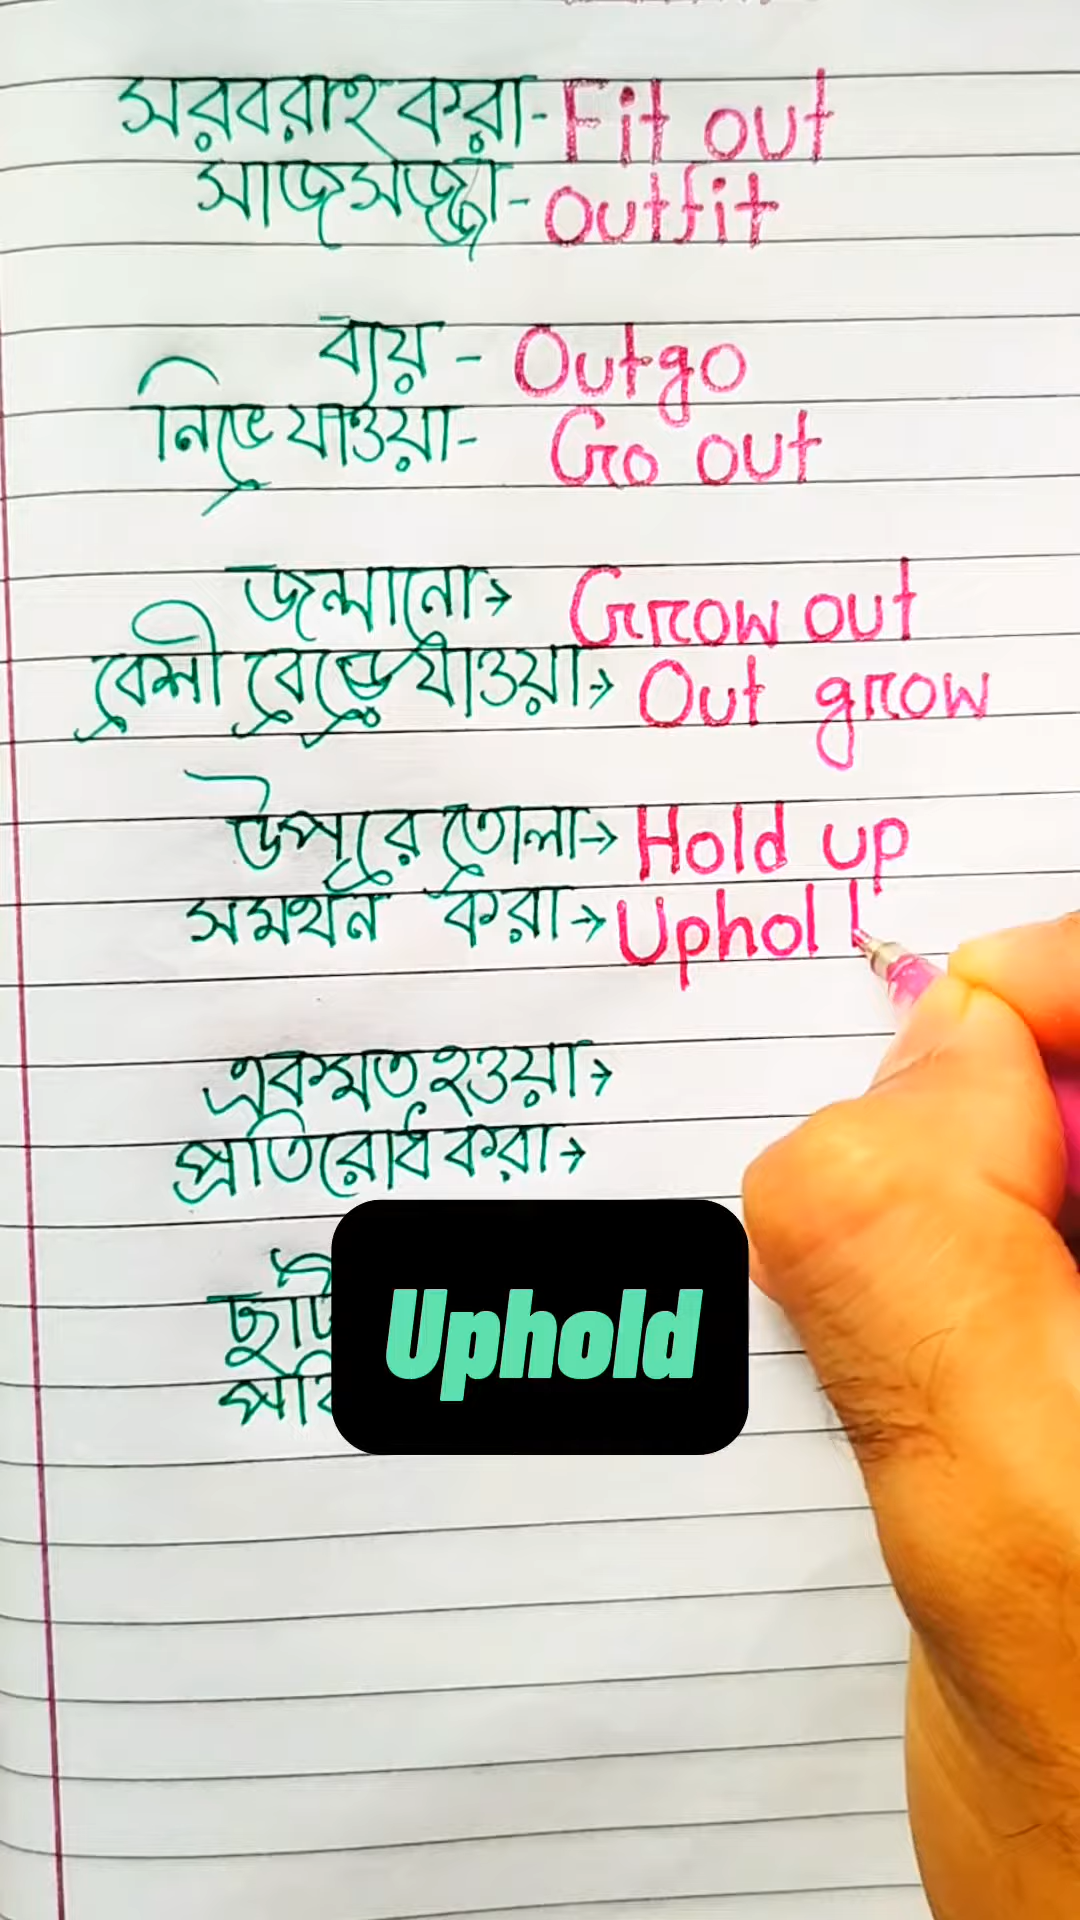 সরবরাহ করা- Fit out
সাজসজ্জা- Outfit
ব্যয় - Outgo
নিভে যাওয়া- Go out
জন্মানো→ Grow out
বেশী বেড়ে যাওয়া→ Out grow
উপরে তোলা→ Hold up
সমর্থন করা→ Uphol
একমত হওয়া→
প্রতিরোধ করা→
Uphold